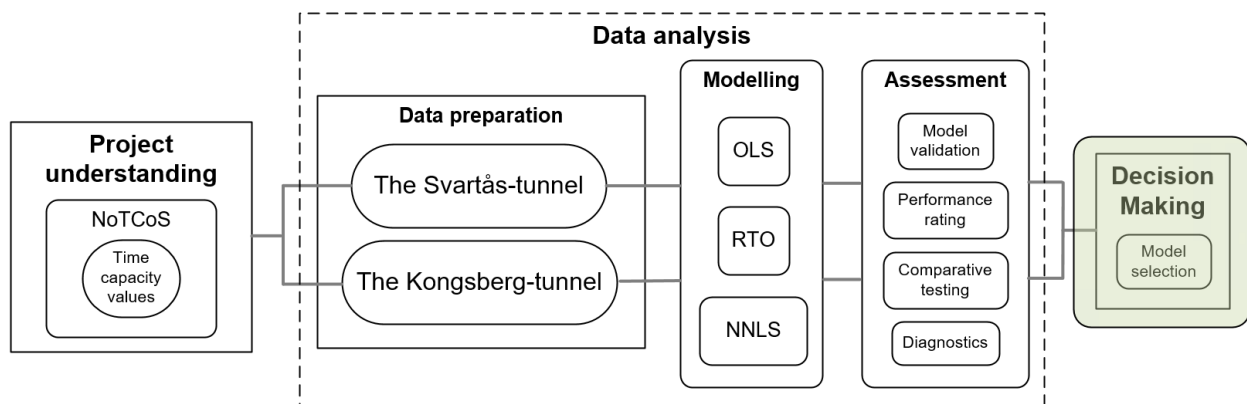 Data analysis
Project
understanding
NoTCoS
Time
capacity
values
Data preparation
The Svartås-tunnel
The Kongsberg-tunnel
Modelling
OLS
RTO
NNLS
Assessment
Model
validation
Performance
rating
Comparative
testing
Diagnostics
Decision
Making
Model
selection